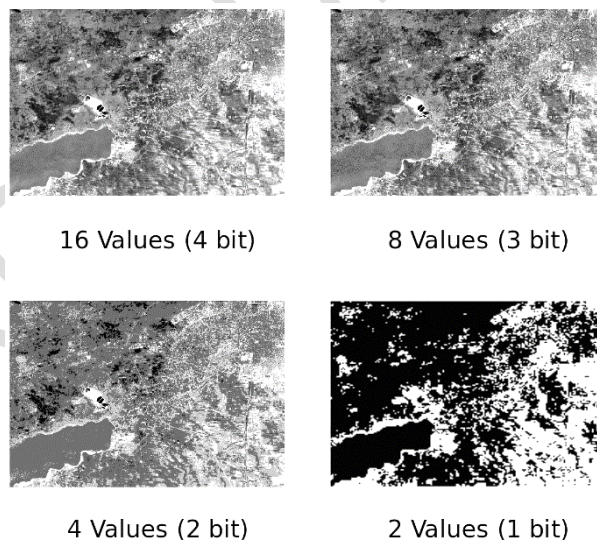 16 Values (4 bit)
8 Values (3 bit)
4 Values (2 bit)
2 Values (1 bit)